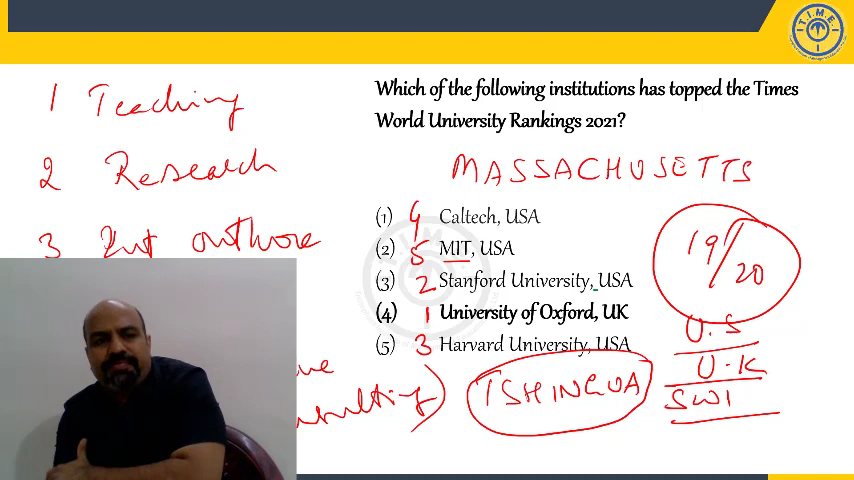 T.I.M.E.
Which of the following institutions has topped the Times
World University Rankings 2021?
MASSACHUSETTS
(1) 4 Caltech, USA
(2) 5 MIT, USA
(3) 2 Stanford University, USA
(4) 1 University of Oxford, UK
(5) 3 Harvard University, USA
1 Teaching
2 Research
3 Int outlook
19/20
U.S
U.K
SWI
TSHINGUA